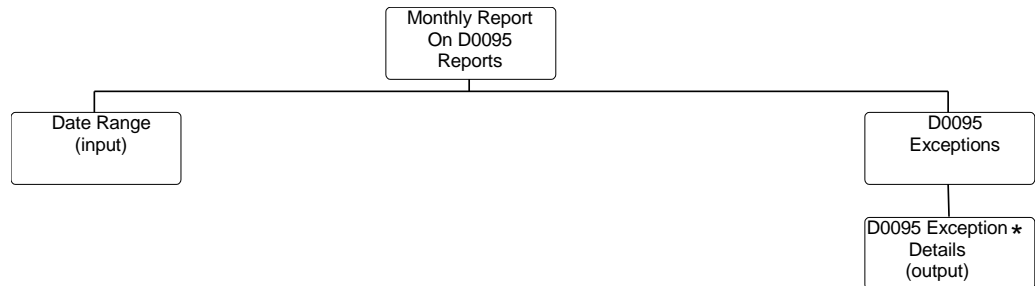 Monthly Report
On D0095
Reports
Date Range
(input)
D0095
Exceptions
D0095 Exception *
Details
(output)